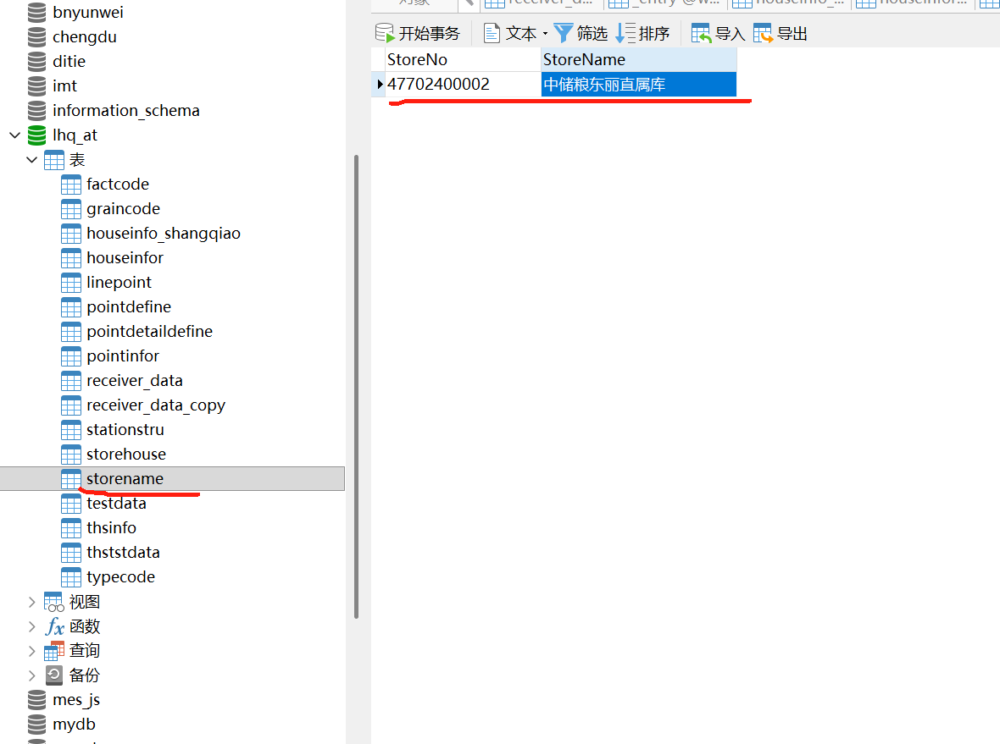 bnyunwei
chengdu
ditie
imt
information_schema
lhq_at
表
factcode
graincode
houseinfo_shangqiao
houseinfor
linepoint
pointdefine
pointdetaildefine
pointinfor
receiver_data
receiver_data_copy
stationstru
storehouse
storename
testdata
thsinfo
thststdata
typecode
视图
fx 函数
查询
备份
mes_js
mydb
对象 receiver_d... _entry @w... houseinfo_... houseinfor...
开始事务 文本 筛选 排序 导入 导出
StoreNo StoreName
47702400002 中储粮东丽直属库